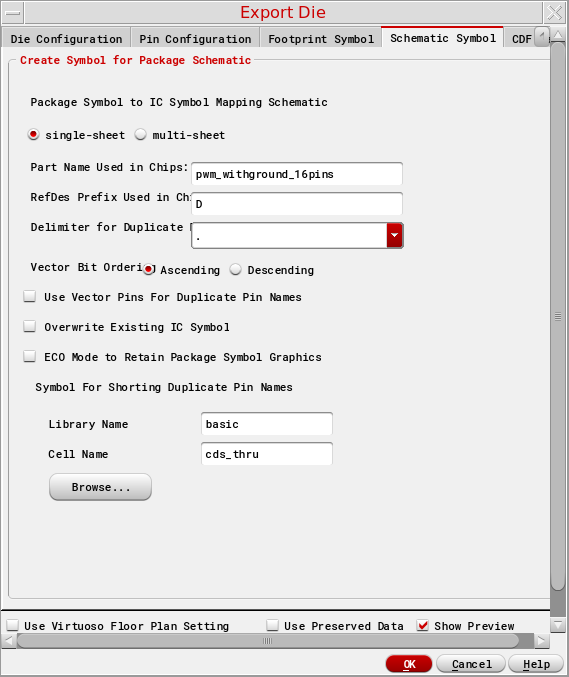 Export Die
Die Configuration Pin Configuration Footprint Symbol Schematic Symbol CDF
Create Symbol for Package Schematic
Package Symbol to IC Symbol Mapping Schematic
single-sheet multi-sheet
Part Name Used in Chips: pwm_withground_16pins
RefDes Prefix Used in Chi D
Delimiter for Duplicate .
Vector Bit Ordering Ascending Descending
Use Vector Pins For Duplicate Pin Names
Overwrite Existing IC Symbol
ECO Mode to Retain Package Symbol Graphics
Symbol For Shorting Duplicate Pin Names
Library Name basic
Cell Name cds_thru
Browse...
Use Virtuoso Floor Plan Setting Use Preserved Data Show Preview
OK Cancel Help